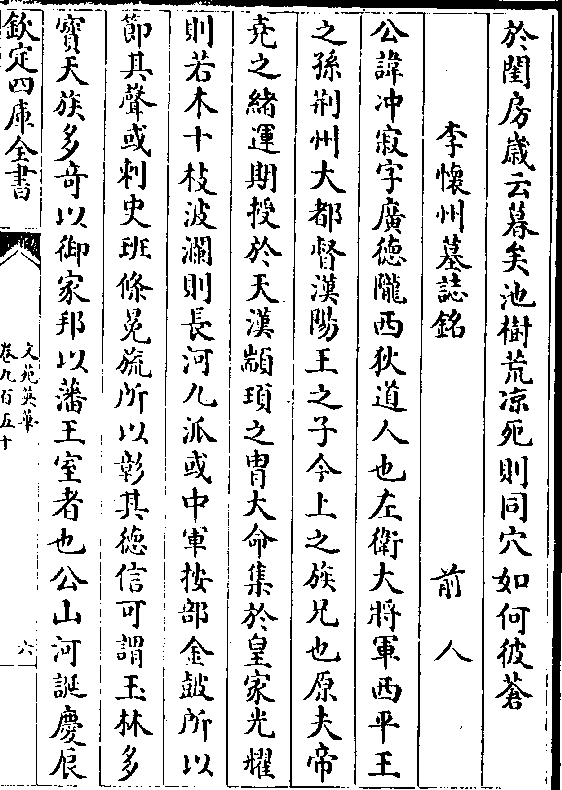 於閨房歳云暮矣池樹荒凉死則同穴如何彼蒼
李懷州墓誌銘 前人
公諱冲寂字廣德隴西狄道人也左衛大將軍西平王
之孫荆州大都督漢陽王之子今上之族兄也原夫帝
堯之緒運期授於天漢顓頊之胄大命集於皇家光耀
則若木十枝波瀾則長河九派或中軍按部金鼓所以
節其聲或刺史班條冕旒所以彰其德信可謂玉林多
寳天族多竒以御家邦以藩王室者也公山河誕慶辰
欽定四庫全書
文苑英華
卷九百五十
六